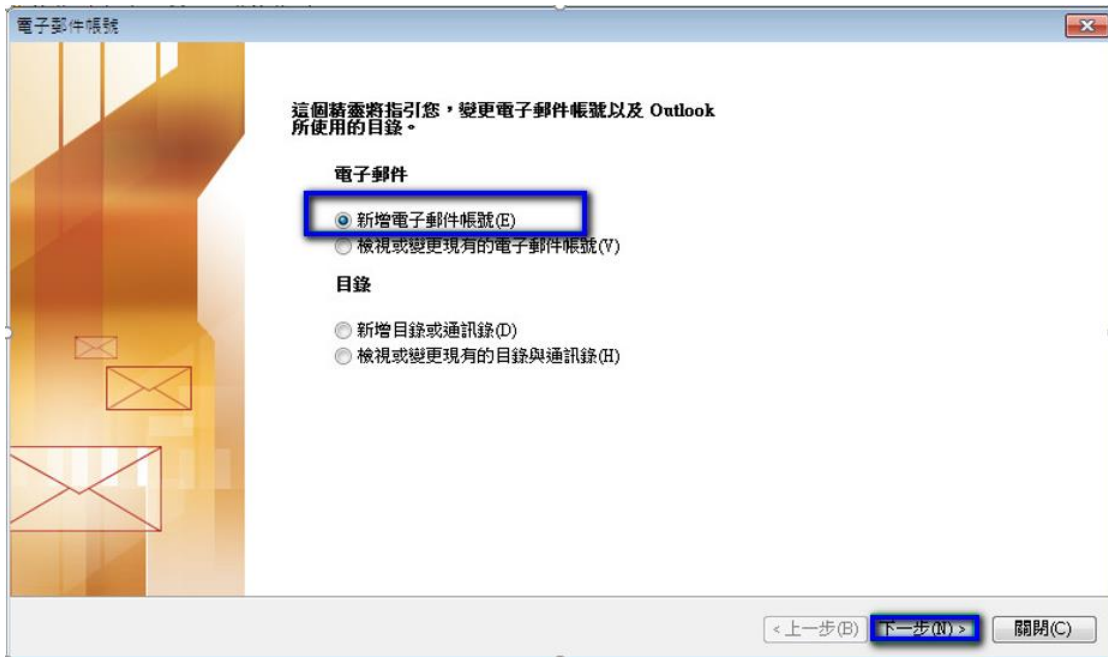 電子郵件帳號
這個精靈將指引您，變更電子郵件帳號以及 Outlook
所使用的目錄。
電子郵件
新增電子郵件帳號(E)
檢視或變更現有的電子郵件帳號(V)
目錄
新增目錄或通訊錄(D)
檢視或變更現有的目錄與通訊錄(H)
<上一步(B) 下一步(N) > 關閉(C)